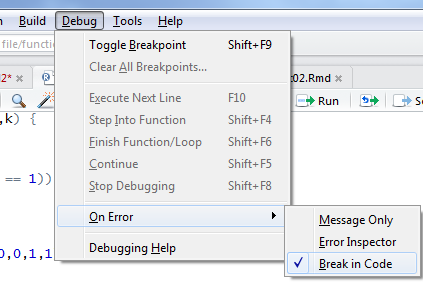 Build Debug Tools Help
file/functio
Toggle Breakpoint Shift+F9
Clear All Breakpoints...
2* 02.Rmd
Execute Next Line F10
Run
,k) {
Step Into Function Shift+F4
Finish Function/Loop Shift+F6
Continue Shift+F5
== 1))
Stop Debugging Shift+F8
On Error
Message Only
Debugging Help
Error Inspector
0,0,1,1
Break in Code